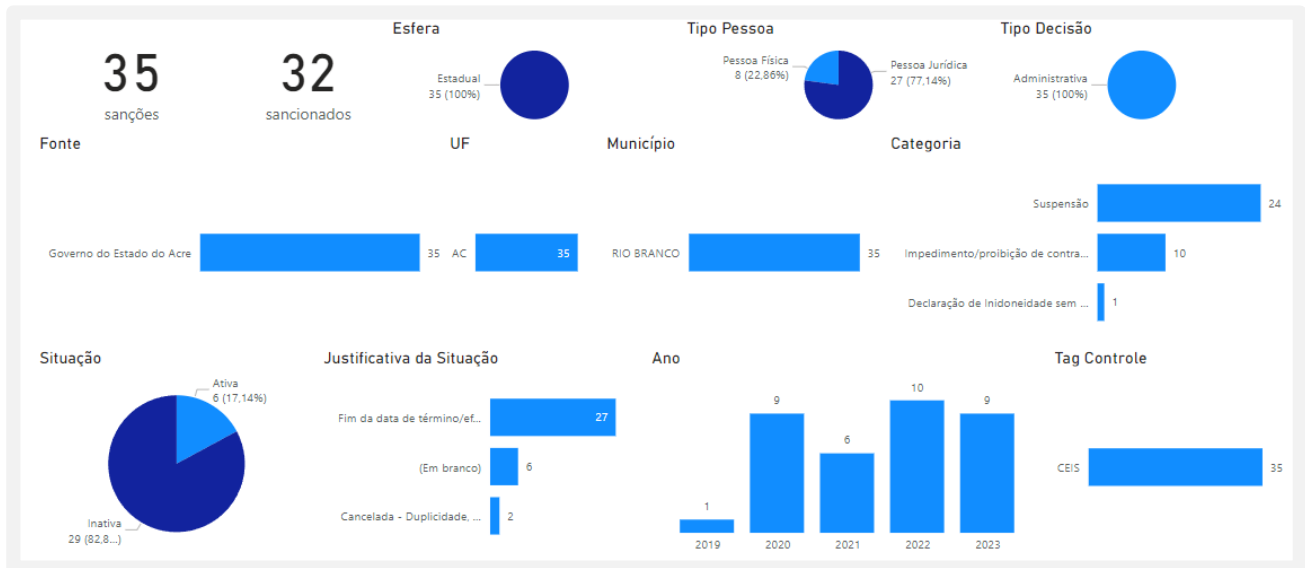 Esfera
Tipo Pessoa
Tipo Decisão
35
sanções
32
sancionados
Estadual
35 (100%)
Pessoa Física
8 (22,86%)
Pessoa Jurídica
27 (77,14%)
Administrativa
35 (100%)
Fonte
UF
Município
Categoria
Governo do Estado do Acre
35
AC
35
RIO BRANCO
35
Suspensão
24
Impedimento/proibição de contra...
10
Declaração de Inidoneidade sem ...
1
Situação
Justificativa da Situação
Ano
Tag Controle
Ativa
6 (17,14%)
Inativa
29 (82,8...)
Fim da data de término/ef...
27
(Em branco)
6
Cancelada - Duplicidade, ...
2
1
9
6
10
9
2019
2020
2021
2022
2023
CEIS
35